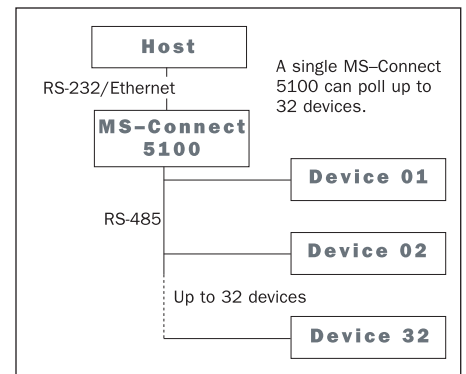 Host
A single MS–Connect
5100 can poll up to
32 devices.
RS-232/Ethernet
MS–Connect
5100
Device 01
RS-485
Device 02
Up to 32 devices
Device 32